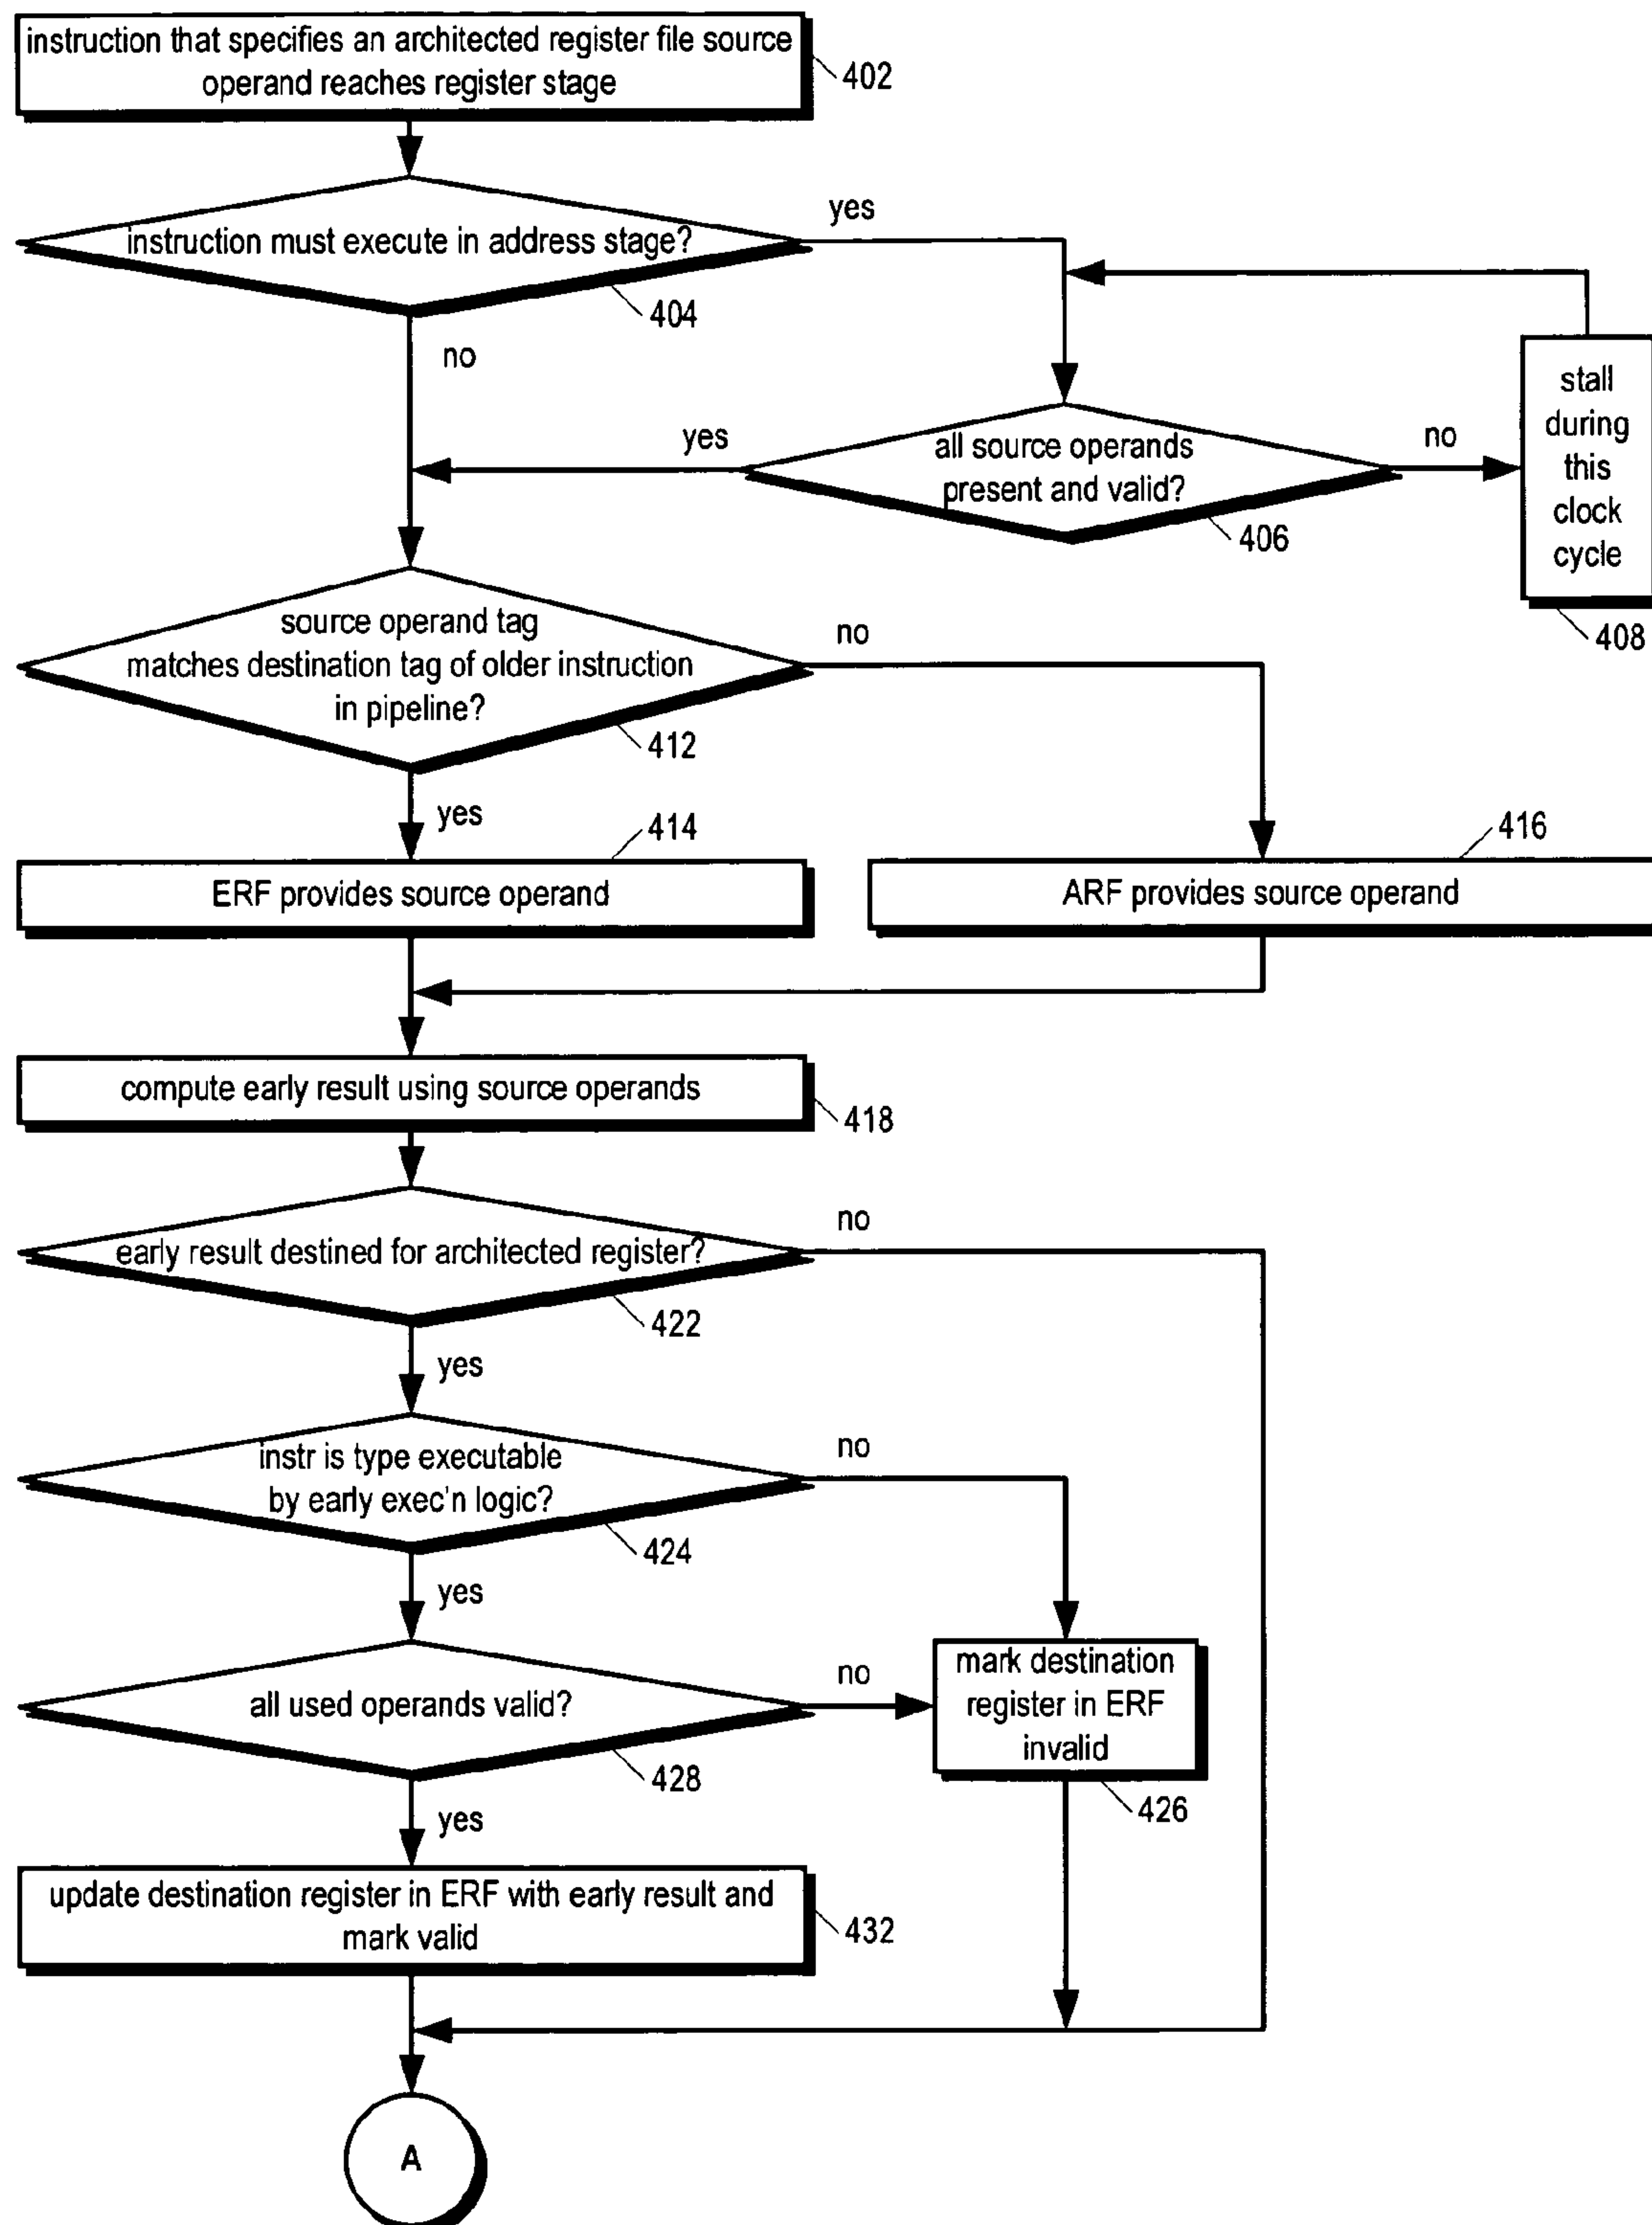 instruction that specifies an architected register file source
operand reaches register stage
402
yes
instruction must execute in address stage?
404
no
stall
during
this
clock
cycle
408
yes
all source operands
present and valid?
no
406
source operand tag
matches destination tag of older instruction
in pipeline?
no
412
yes
414
416
ERF provides source operand
ARF provides source operand
compute early result using source operands
418
early result destined for architected register?
no
422
yes
instr is type executable
by early exec'n logic?
no
424
yes
all used operands valid?
no
428
mark destination
register in ERF
invalid
426
yes
update destination register in ERF with early result and
mark valid
432
A